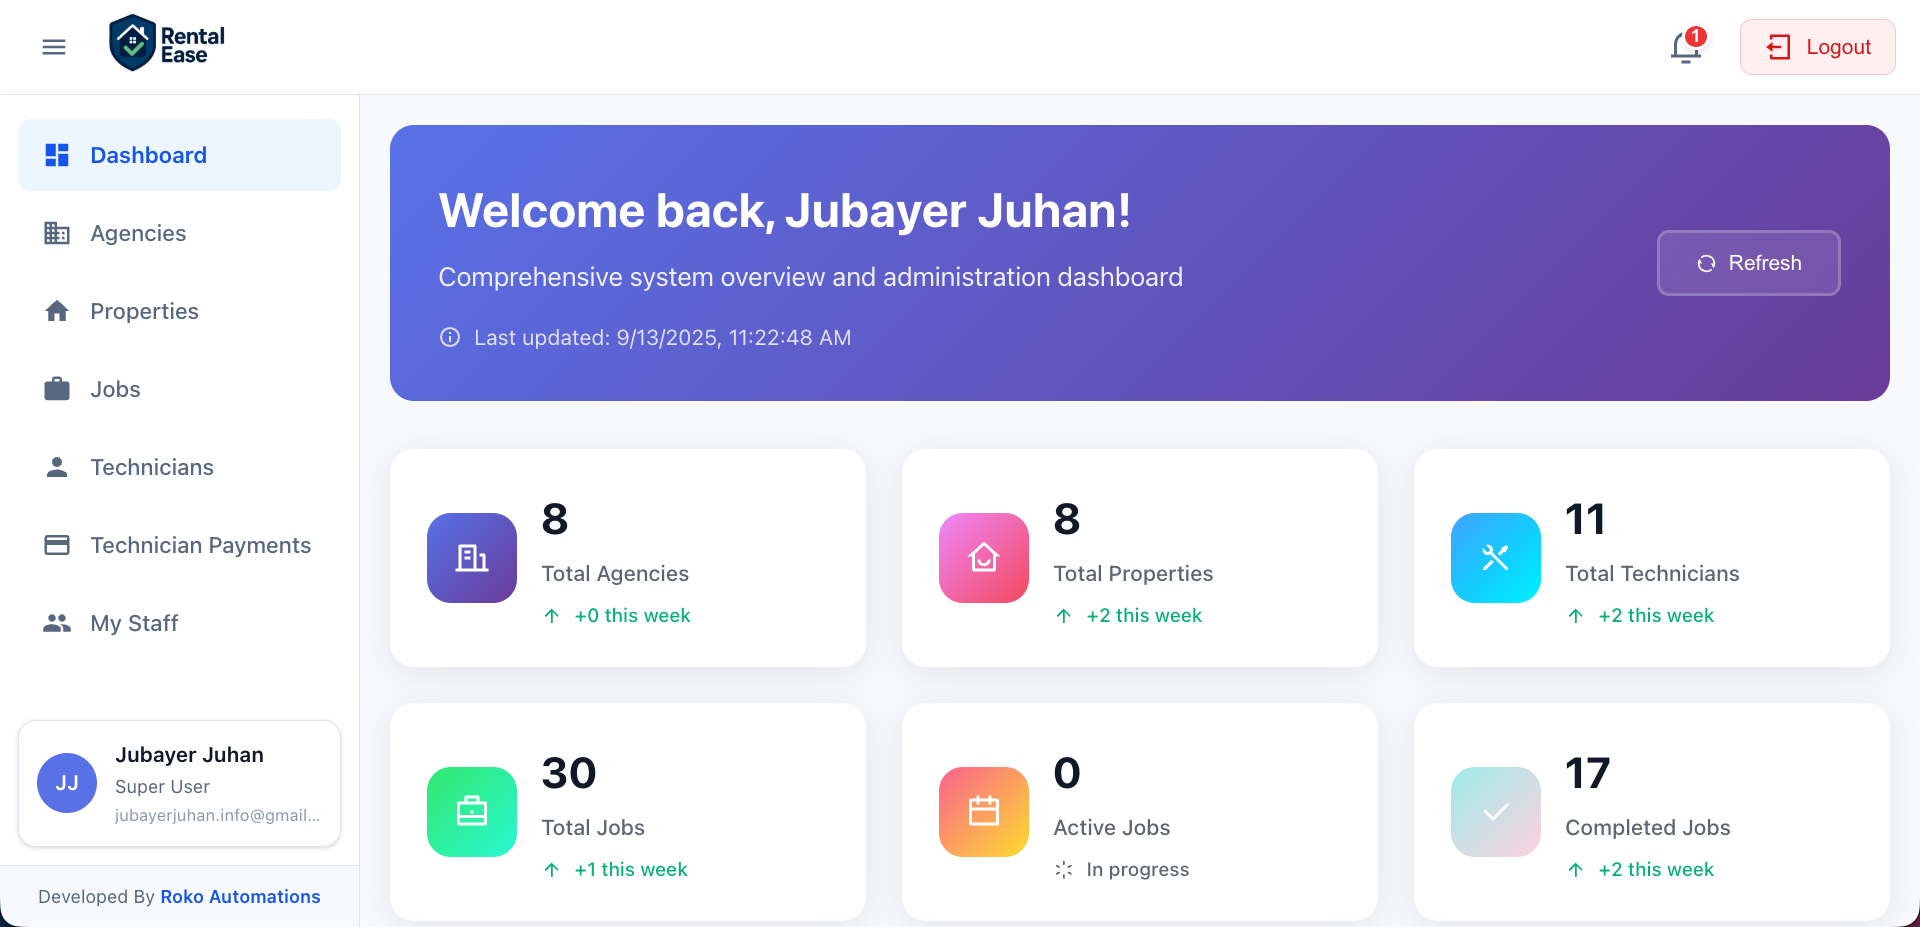 Rental
Ease
1
Logout
Dashboard
Agencies
Properties
Jobs
Technicians
Technician Payments
My Staff
JJ
Jubayer Juhan
Super User
jubayerjuhan.info@gmail...
Developed By Roko Automations
Welcome back, Jubayer Juhan!
Comprehensive system overview and administration dashboard
Last updated: 9/13/2025, 11:22:48 AM
Refresh
8
Total Agencies
+0 this week
8
Total Properties
+2 this week
11
Total Technicians
+2 this week
30
Total Jobs
+1 this week
0
Active Jobs
In progress
17
Completed Jobs
+2 this week